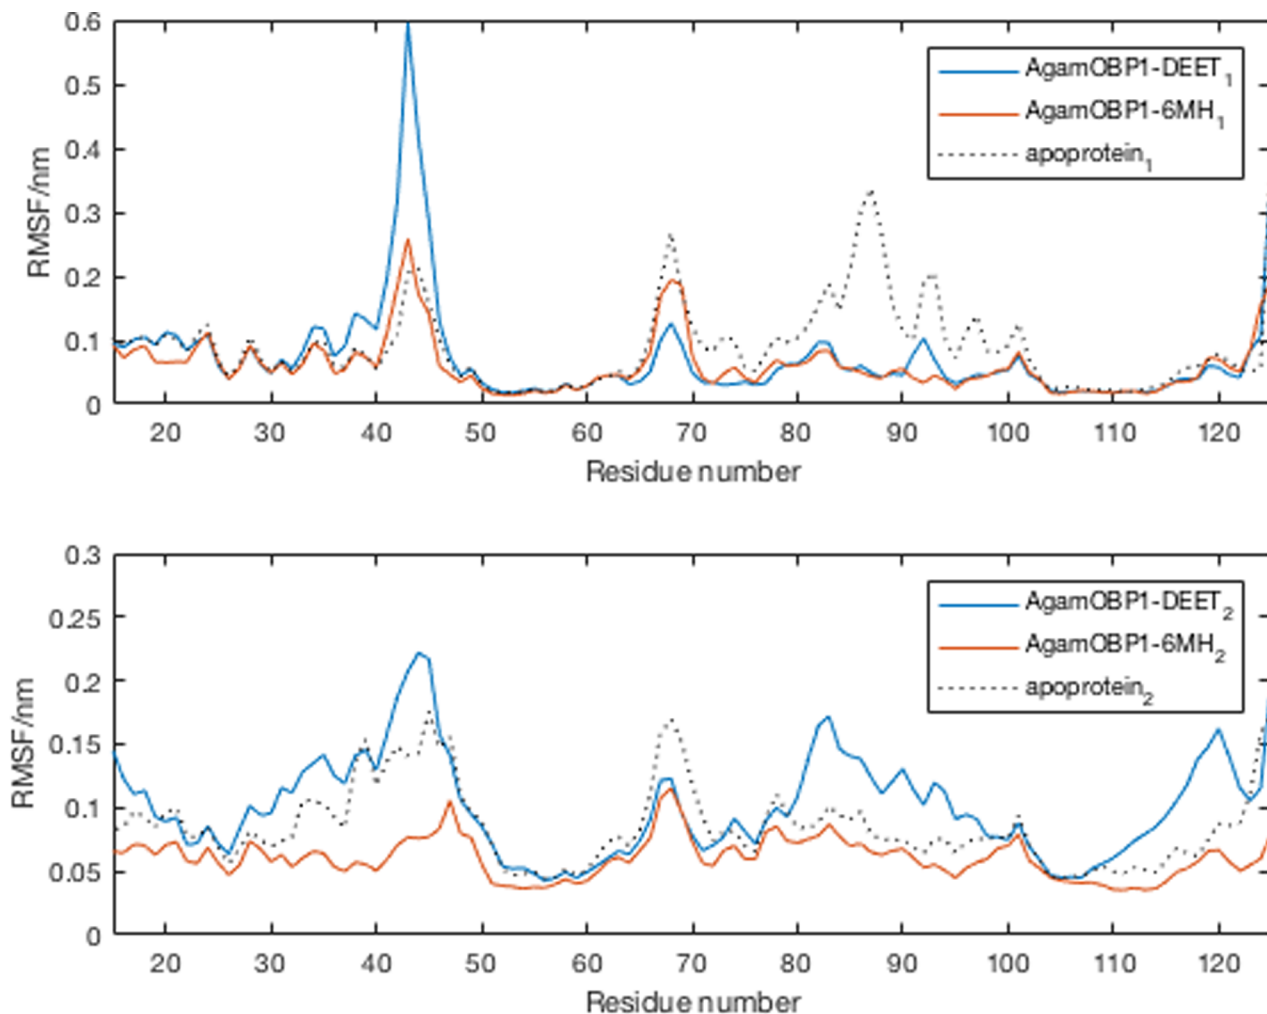 0.6
0.5
0.4
0.3
0.2
0.1
0
RMSF/nm
AgamOBP1-DEET₁
AgamOBP1-6MH₁
apoprotein₁
20 30 40 50 60 70 80 90 100 110 120
Residue number
0.3
0.25
0.2
0.15
0.1
0.05
0
RMSF/nm
AgamOBP1-DEET₂
AgamOBP1-6MH₂
apoprotein₂
20 30 40 50 60 70 80 90 100 110 120
Residue number